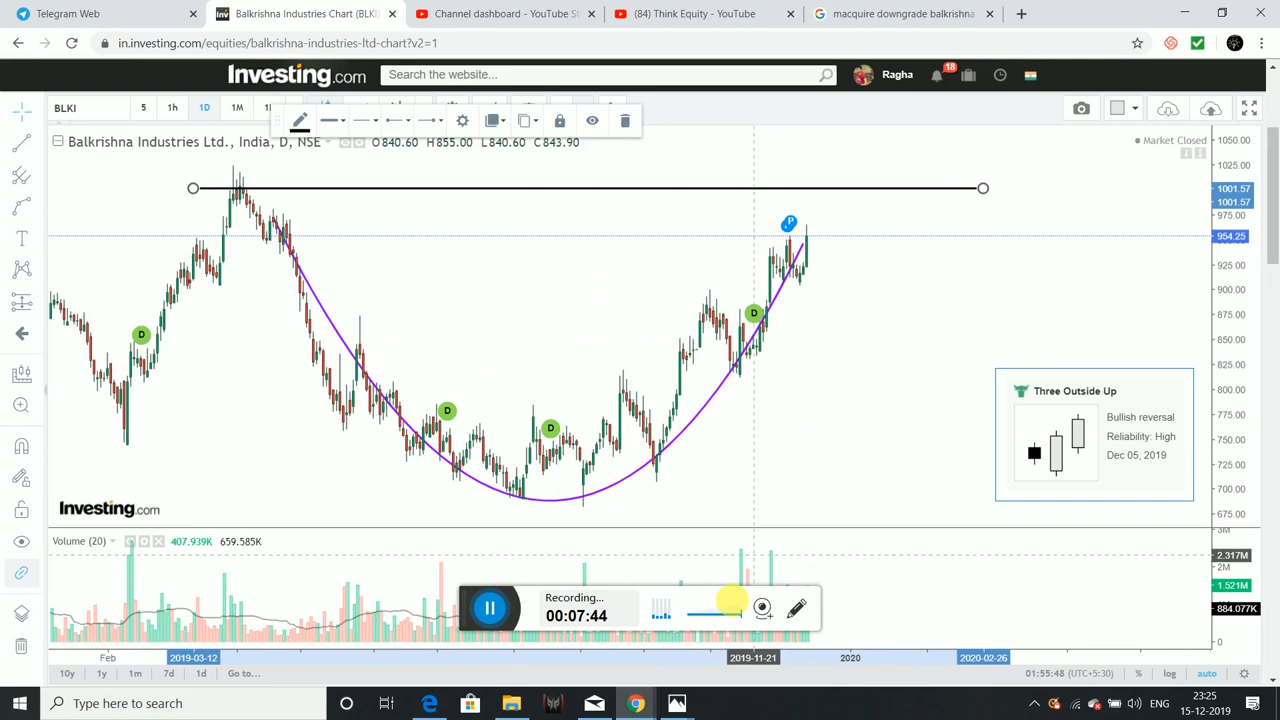 Telegram Web
Balkrishna Industries Chart (BLKI)
Channel dashboard - YouTube St
(84) Think Equity - YouTube
macquire downgrade balkrishna
in.investing.com/equities/balkrishna-industries-ltd-chart?v2=1
Investing.com
Search the website...
Ragha
18
BLKI
5
1h
1D
1M
Balkrishna Industries Ltd., India, D, NSE
O840.60 H855.00 L840.60 C843.90
Market Closed
1050.00
1025.00
1001.57
1001.57
975.00
954.25
925.00
900.00
875.00
850.00
825.00
800.00
775.00
750.00
725.00
700.00
675.00
P
D
D
D
D
Three Outside Up
Bullish reversal
Reliability: High
Dec 05, 2019
Investing.com
Volume (20)
407.939K
659.585K
3M
2.317M
2M
1.521M
884.077K
0
Recording...
00:07:44
Feb
2019-03-12
2019-11-21
2020
2020-02-26
10y
1y
1m
7d
1d
Go to...
01:55:48 (UTC+5:30)
%
log
auto
Type here to search
ENG
23:25
15-12-2019